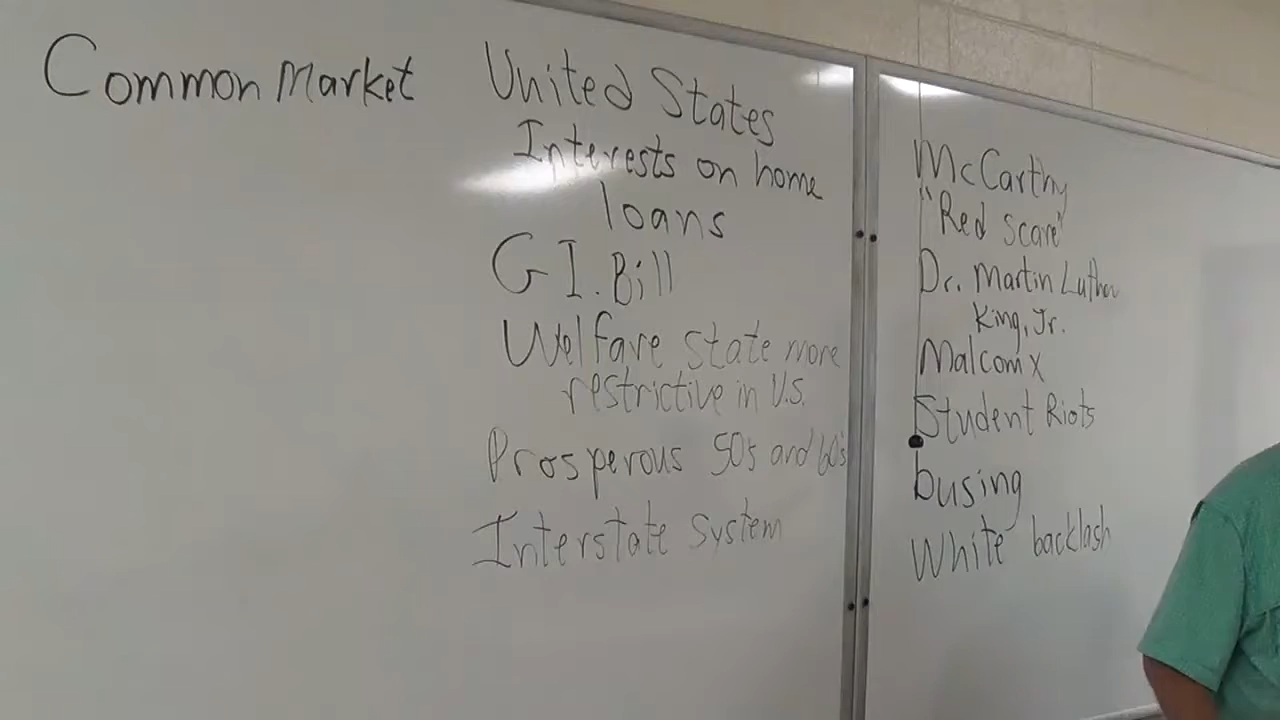 Common Market
United States
Interests on home
loans
G I. Bill
Welfare state more
restrictive in U.S.
Prosperous 50s and 60's
Interstate System
McCarthy
"Red Scare"
Dr. Martin Luther
King, Jr.
Malcom X
Student Riots
busing
White backlash